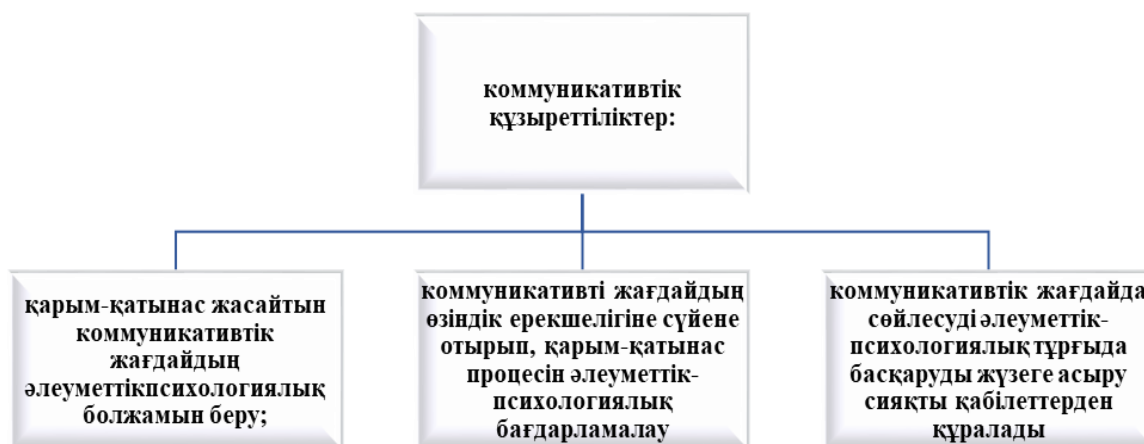 коммуникативтік
құзыреттіліктер:
қарым-қатынас жасайтын
коммуникативтік
жағдайдың
әлеуметтікпсихологиялық
болжамын беру;
коммуникативті жағдайдың
өзіндік ерекшелігіне сүйене
отырып, қарым-қатынас
процесін әлеуметтік-
психологиялық
бағдарламалау
коммуникативтік жағдайда
сөйлесуді әлеуметтік-
психологиялық тұрғыда
басқаруды жүзеге асыру
сияқты қабілеттерден
құралады